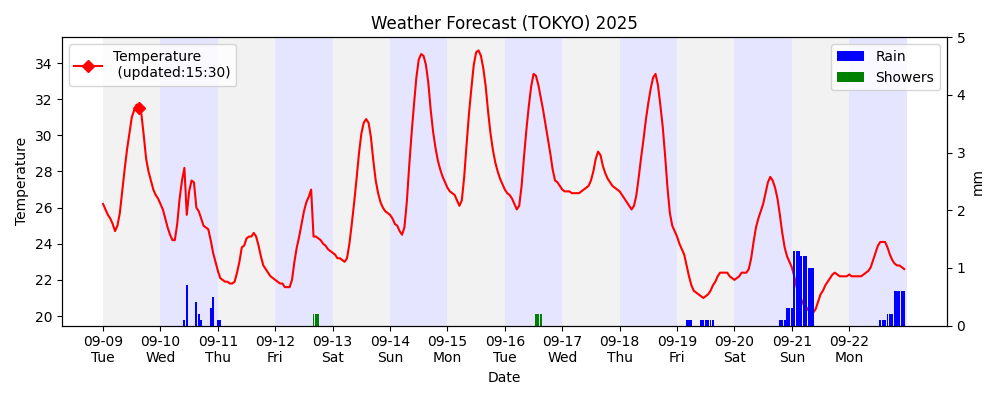 Weather Forecast (TOKYO) 2025
Temperature
(updated:15:30)
Rain
Showers
Temperature
34
32
30
28
26
24
22
20
5
4
3
2
1
0
mm
09-09 09-10 09-11 09-12 09-13 09-14 09-15 09-16 09-17 09-18 09-19 09-20 09-21 09-22
Tue Wed Thu Fri Sat Sun Mon Tue Wed Thu Fri Sat Sun Mon
Date